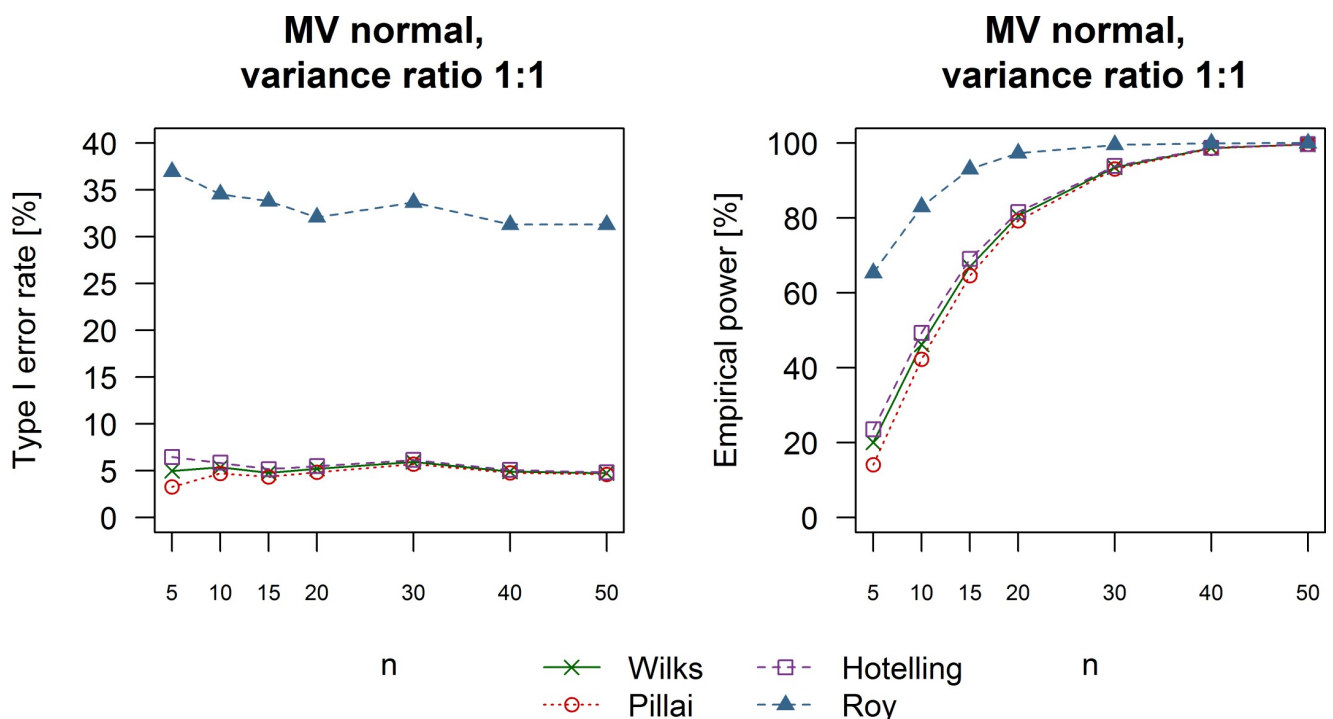 MV normal,
variance ratio 1:1
Type I error rate [%]
40
35
30
25
20
15
10
5
0
5 10 15 20 30 40 50
n
MV normal,
variance ratio 1:1
Empirical power [%]
100
80
60
40
20
0
5 10 15 20 30 40 50
n
Wilks
Pillai
Hotelling
Roy